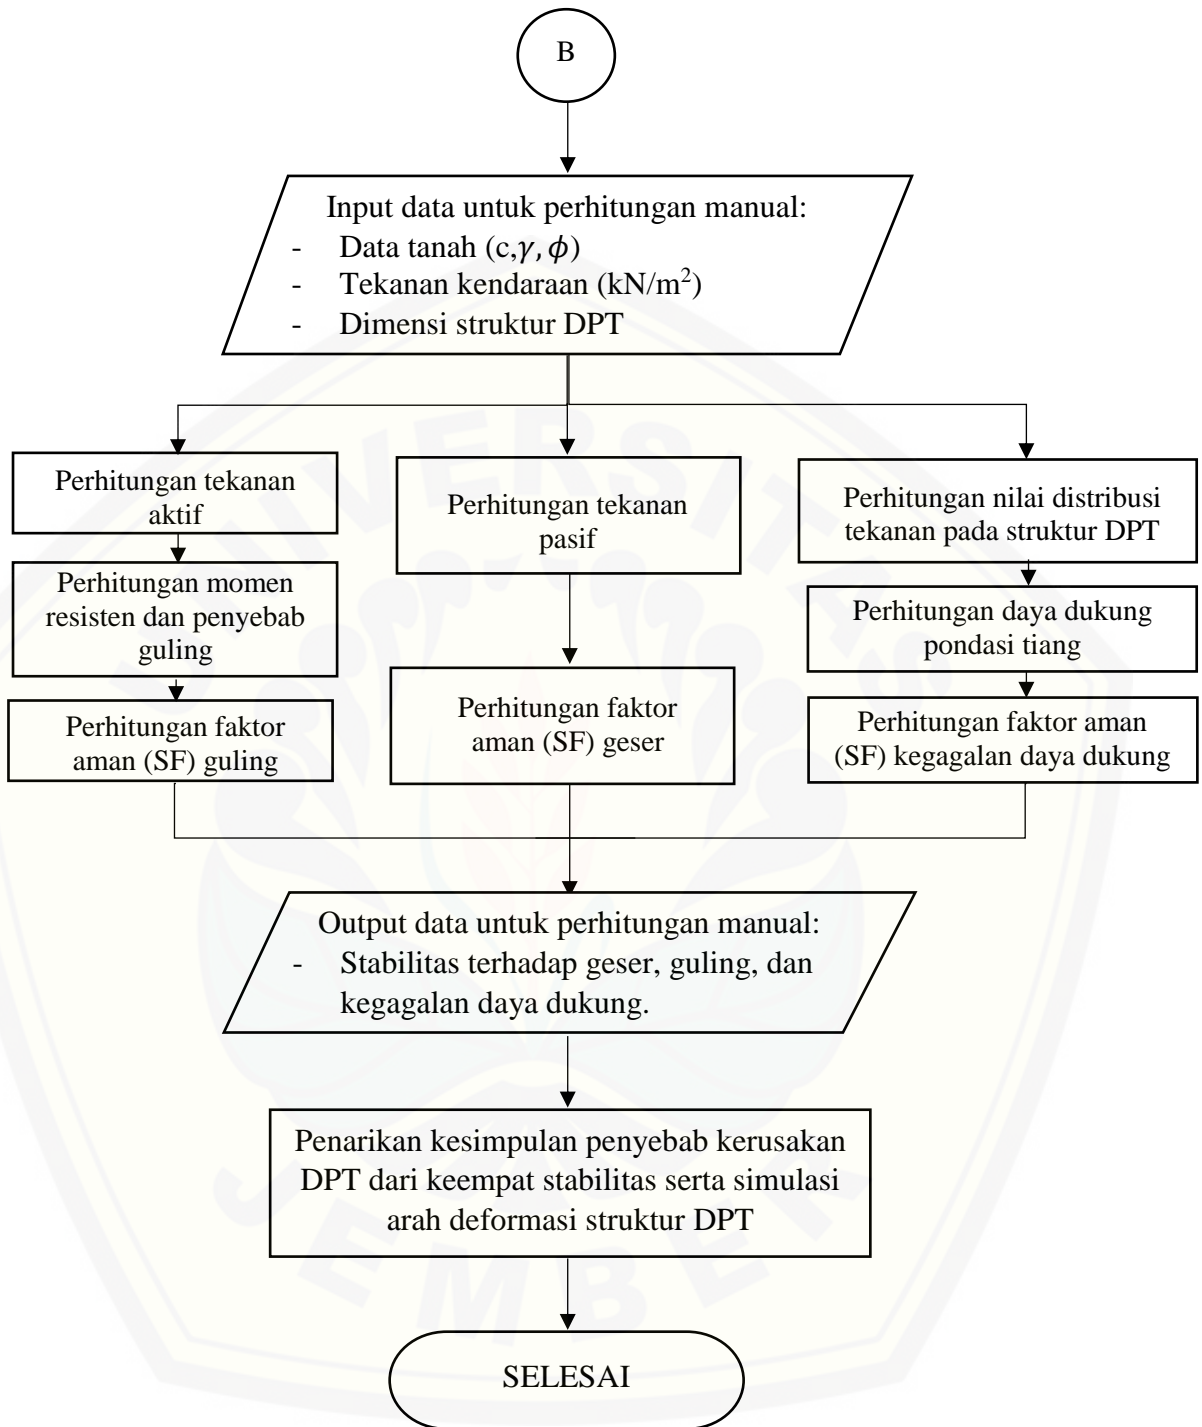 B
Input data untuk perhitungan manual:
- Data tanah (c,γ, ϕ)
- Tekanan kendaraan (kN/m²)
- Dimensi struktur DPT
Perhitungan tekanan
aktif
Perhitungan momen
resisten dan penyebab
guling
Perhitungan faktor
aman (SF) guling
Perhitungan tekanan
pasif
Perhitungan faktor
aman (SF) geser
Perhitungan nilai distribusi
tekanan pada struktur DPT
Perhitungan daya dukung
pondasi tiang
Perhitungan faktor aman
(SF) kegagalan daya dukung
Output data untuk perhitungan manual:
- Stabilitas terhadap geser, guling, dan
kegagalan daya dukung.
Penarikan kesimpulan penyebab kerusakan
DPT dari keempat stabilitas serta simulasi
arah deformasi struktur DPT
SELESAI
UNIVERSITAS
JEMBER